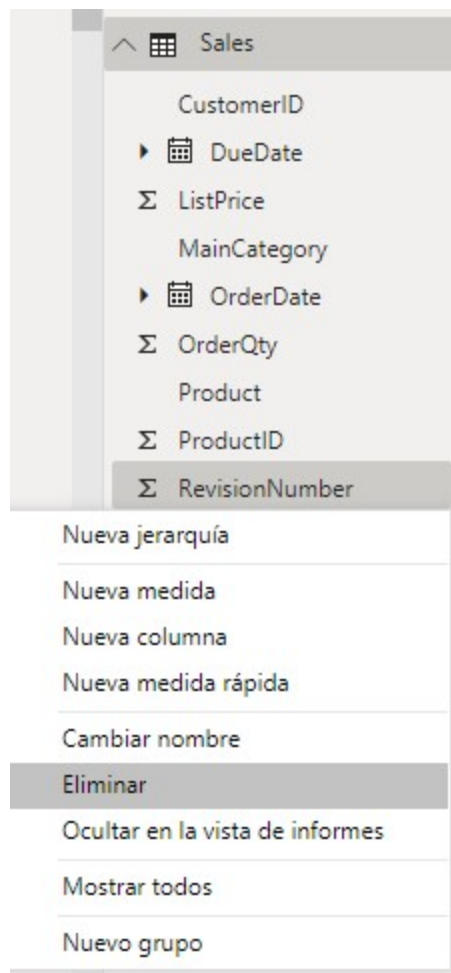 Sales
CustomerID
DueDate
Σ ListPrice
MainCategory
OrderDate
Σ OrderQty
Product
Σ ProductID
Σ RevisionNumber
Nueva jerarquía
Nueva medida
Nueva columna
Nueva medida rápida
Cambiar nombre
Eliminar
Ocultar en la vista de informes
Mostrar todos
Nuevo grupo